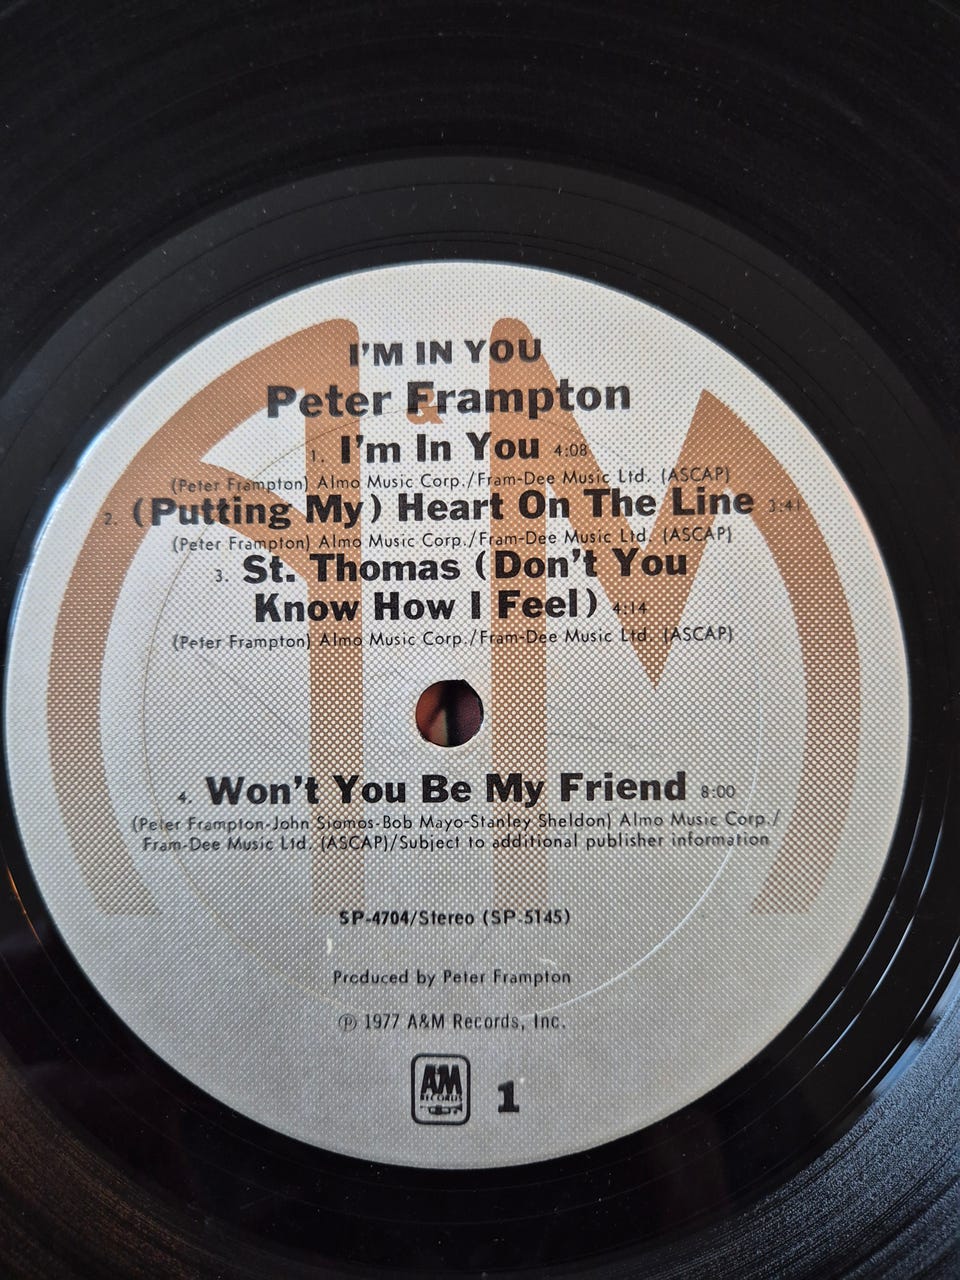 I'M IN YOU
Peter Frampton
&
1. I'm In You 4:08
(Peter Frampton) Almo Music Corp./Fram-Dee Music Ltd. (ASCAP)
2. (Putting My) Heart On The Line 3:41
(Peter Frampton) Almo Music Corp./Fram-Dee Music Ltd. (ASCAP)
3. St. Thomas (Don't You
Know How I Feel) 4:14
(Peter Frampton) Almo Music Corp./Fram-Dee Music Ltd. (ASCAP)
AM
4. Won't You Be My Friend 8:00
(Peter Frampton-John Siomos-Bob Mayo-Stanley Sheldon) Almo Music Corp./
Fram-Dee Music Ltd. (ASCAP)/Subject to additional publisher information
SP-4704/Stereo (SP-5145)
Produced by Peter Frampton
℗ 1977 A&M Records, Inc.
A&M
RECORDS
1